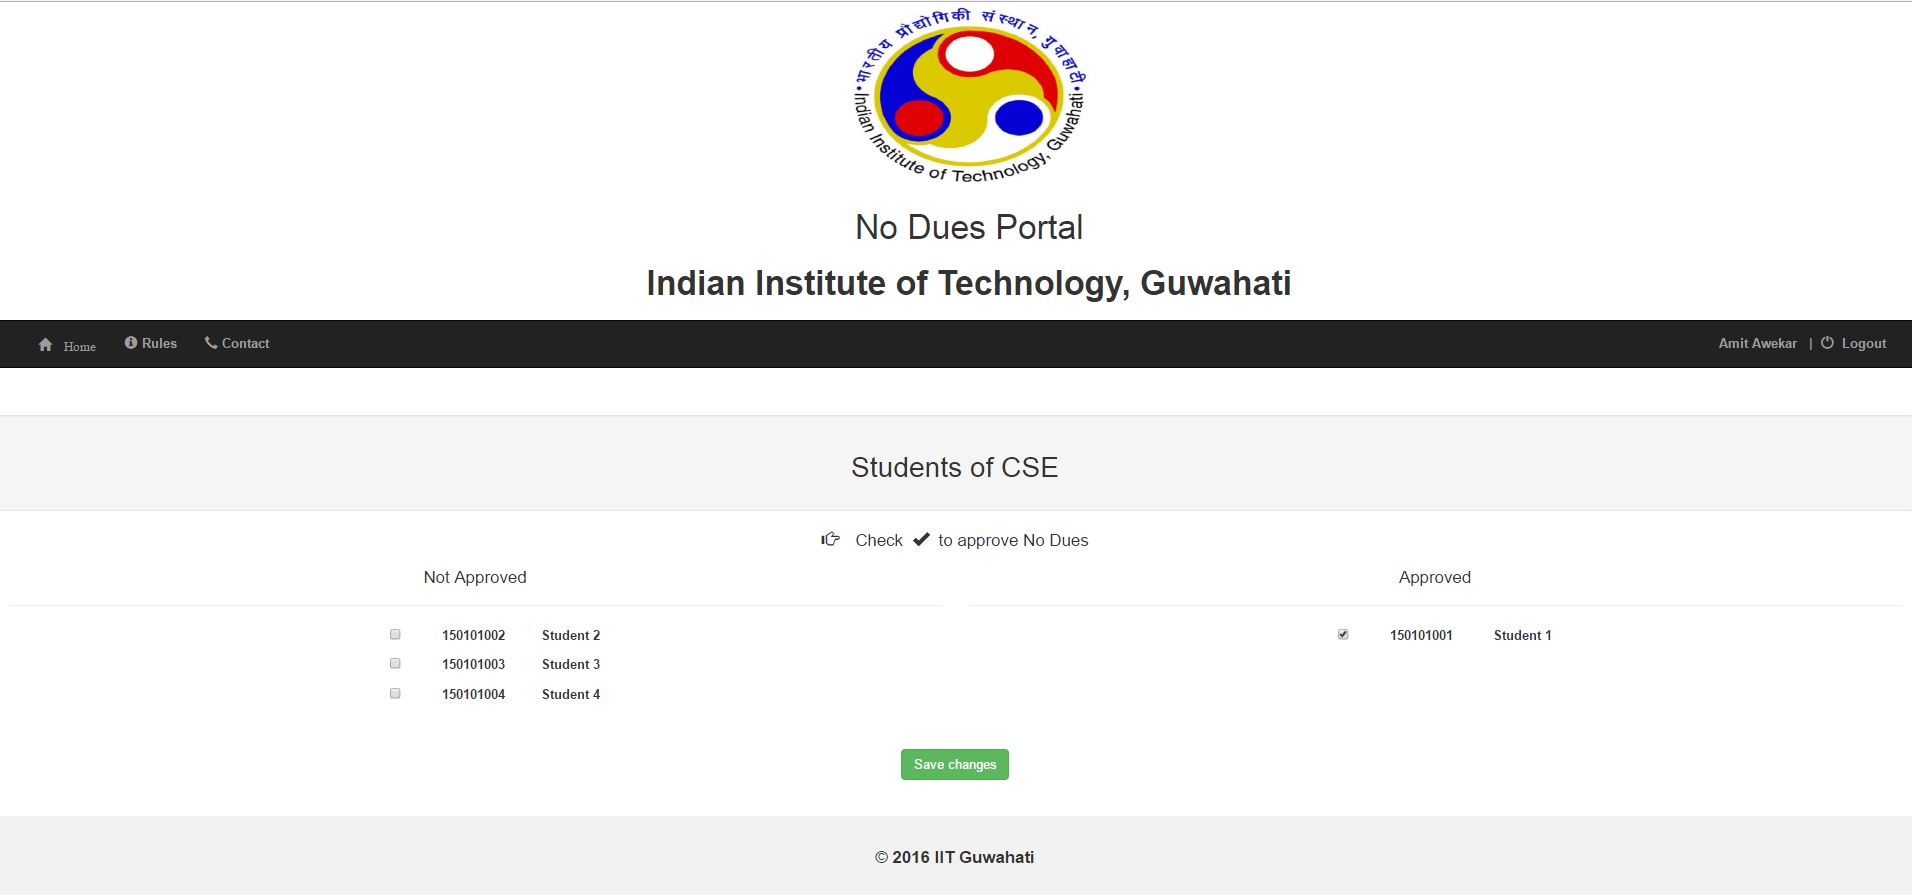 भारतीय प्रौद्योगिकी संस्थान, गुवाहाटी
Indian Institute of Technology, Guwahati
No Dues Portal
Indian Institute of Technology, Guwahati
Home Rules Contact Amit Awekar | Logout
Students of CSE
Check to approve No Dues
Not Approved Approved
150101002 Student 2 150101001 Student 1
150101003 Student 3
150101004 Student 4
Save changes
© 2016 IIT Guwahati